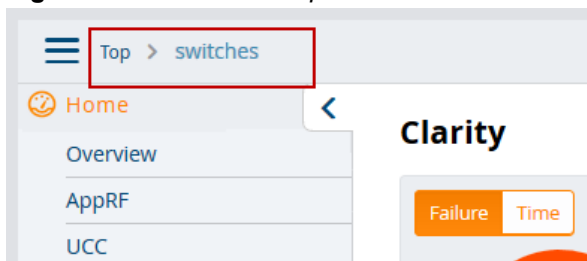 Top > switches
Home
Overview
AppRF
UCC
Clarity
Failure Time